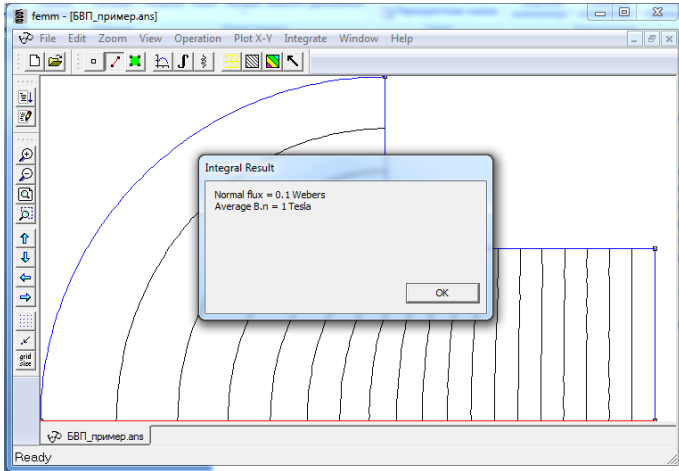 femm - [БВП_пример.ans]
File Edit Zoom View Operation Plot X-Y Integrate Window Help
Integral Result
Normal flux = 0.1 Webers
Average B.n = 1 Tesla
OK
grid
size
БВП_пример.ans
Ready